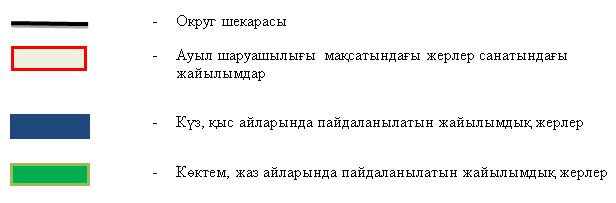 - Округ шекарасы
- Ауыл шаруашылығы мақсатындағы жерлер санатындағы
жайылымдар
- Күз, қыс айларында пайдаланылатын жайылымдық жерлер
- Көктем, жаз айларында пайдаланылатын жайылымдық жерлер